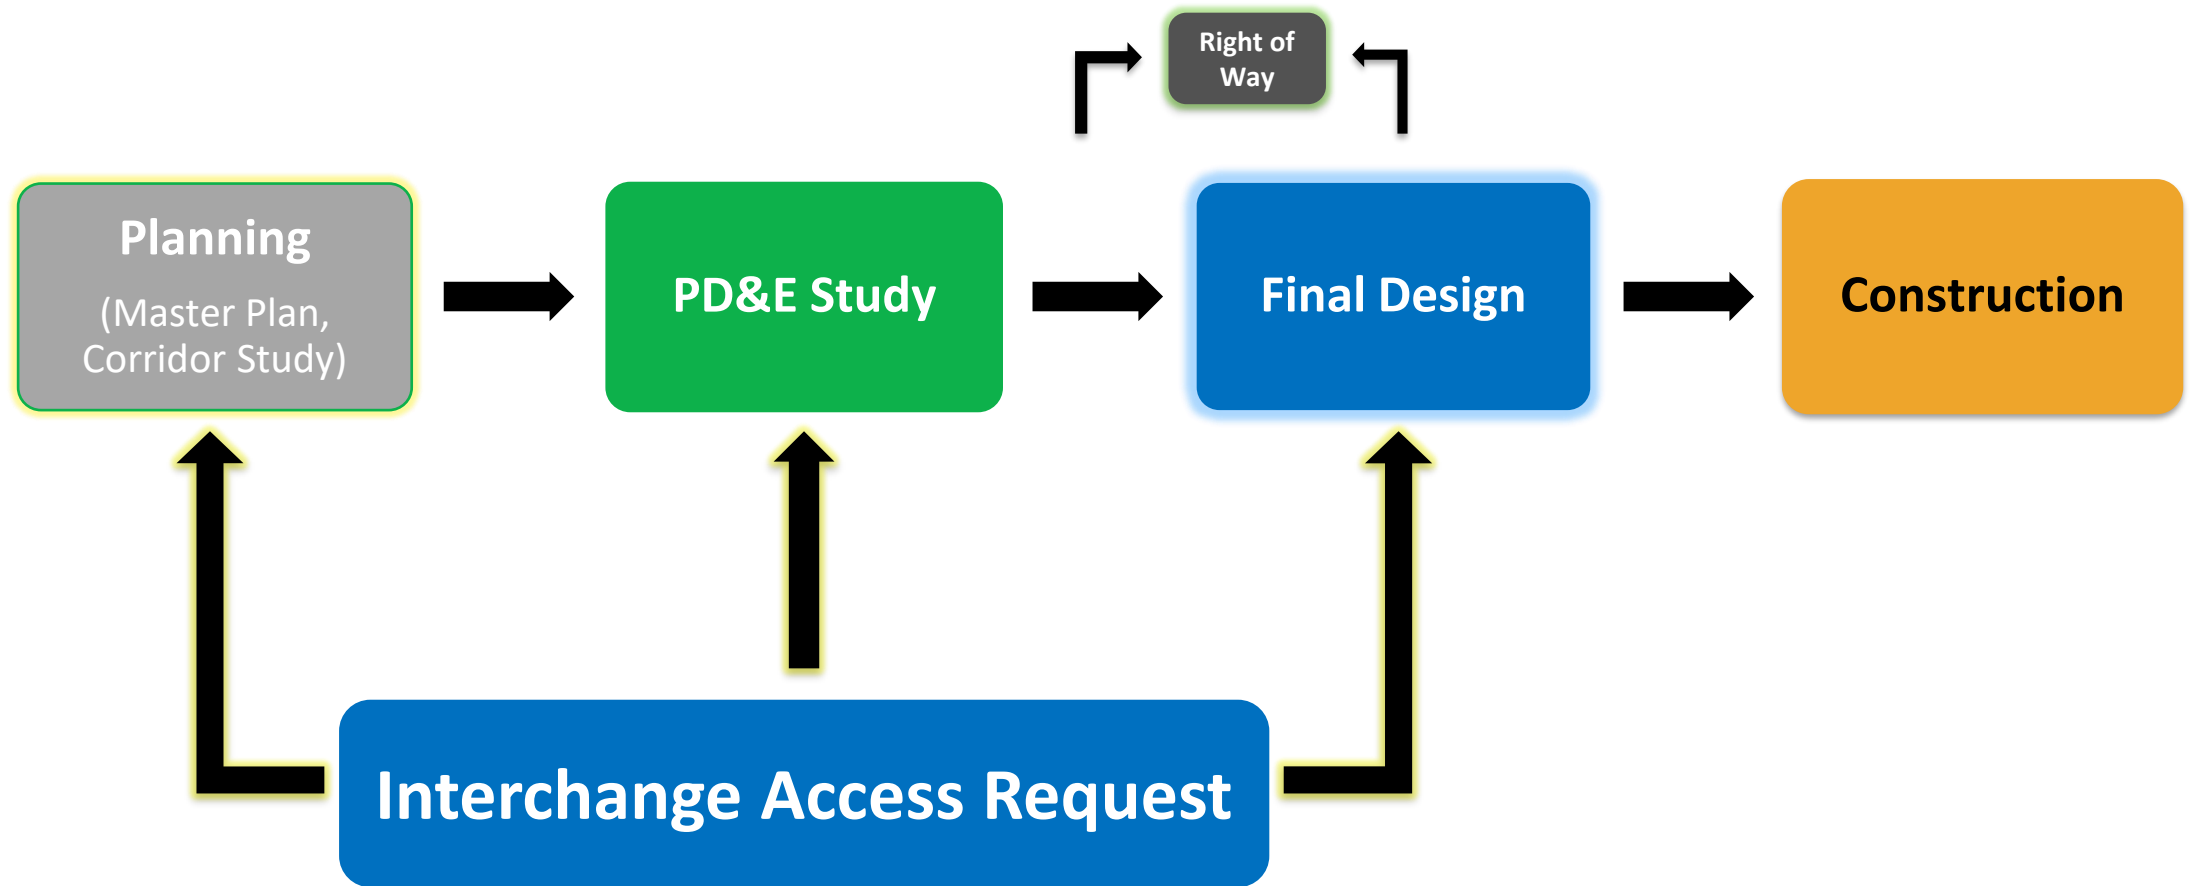 Right of
Way
Planning
(Master Plan,
Corridor Study)
PD&E Study
Final Design
Construction
Interchange Access Request